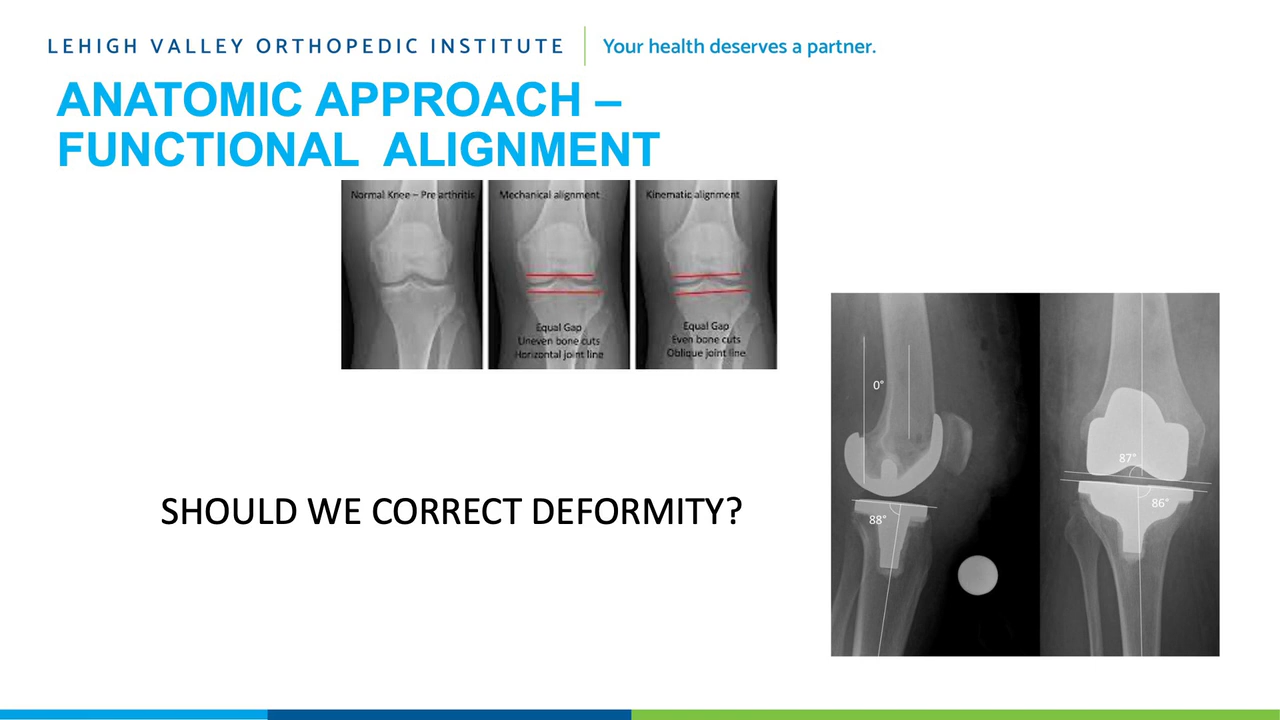 LEHIGH VALLEY ORTHOPEDIC INSTITUTE
Your health deserves a partner.
ANATOMIC APPROACH –
FUNCTIONAL ALIGNMENT
Normal Knee – Pre arthritis
Mechanical alignment
Kinematic alignment
Equal Gap
Uneven bone cuts
Horizontal joint line
Equal Gap
Even bone cuts
Oblique joint line
0°
88°
87°
86°
SHOULD WE CORRECT DEFORMITY?